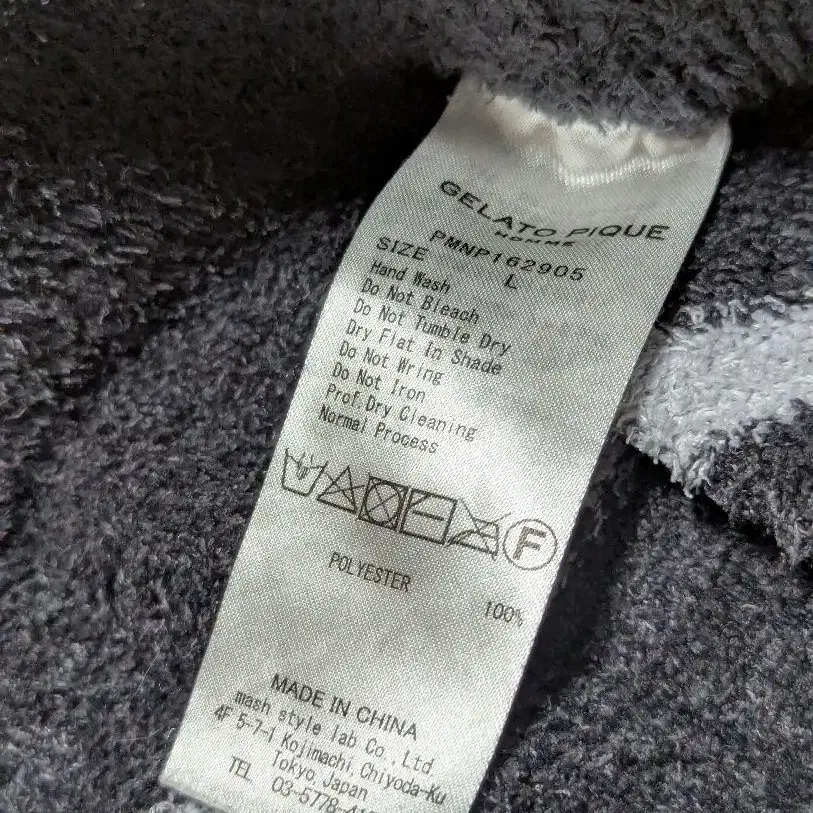 GELATO PIQUE
HOMME
PMNP162905
SIZE L
Hand Wash
Do Not Bleach
Do Not Tumble Dry
Dry Flat In Shade
Do Not Wring
Do Not Iron
Prof.Dry Cleaning
Normal Process
F
POLYESTER 100%
MADE IN CHINA
mash style lab Co.,Ltd.
4F 5-7-1 Kojimachi,Chiyoda-Ku
Tokyo Japan
TEL 03-5778-